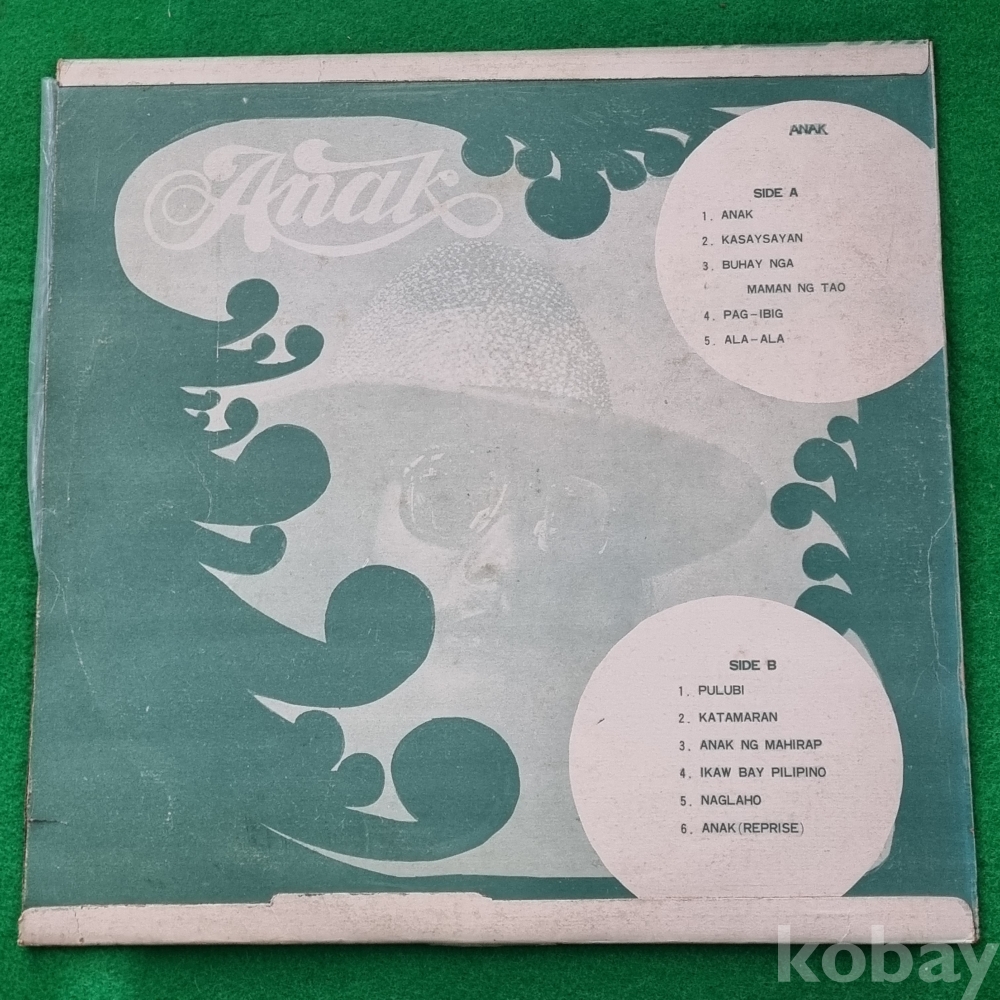 Anak
ANAK
SIDE A
1. ANAK
2. KASAYSAYAN
3. BUHAY NGA
MAMAN NG TAO
4. PAG-IBIG
5. ALA-ALA
SIDE B
1. PULUBI
2. KATAMARAN
3. ANAK NG MAHIRAP
4. IKAW BAY PILIPINO
5. NAGLAHO
6. ANAK (REPRISE)
kobay